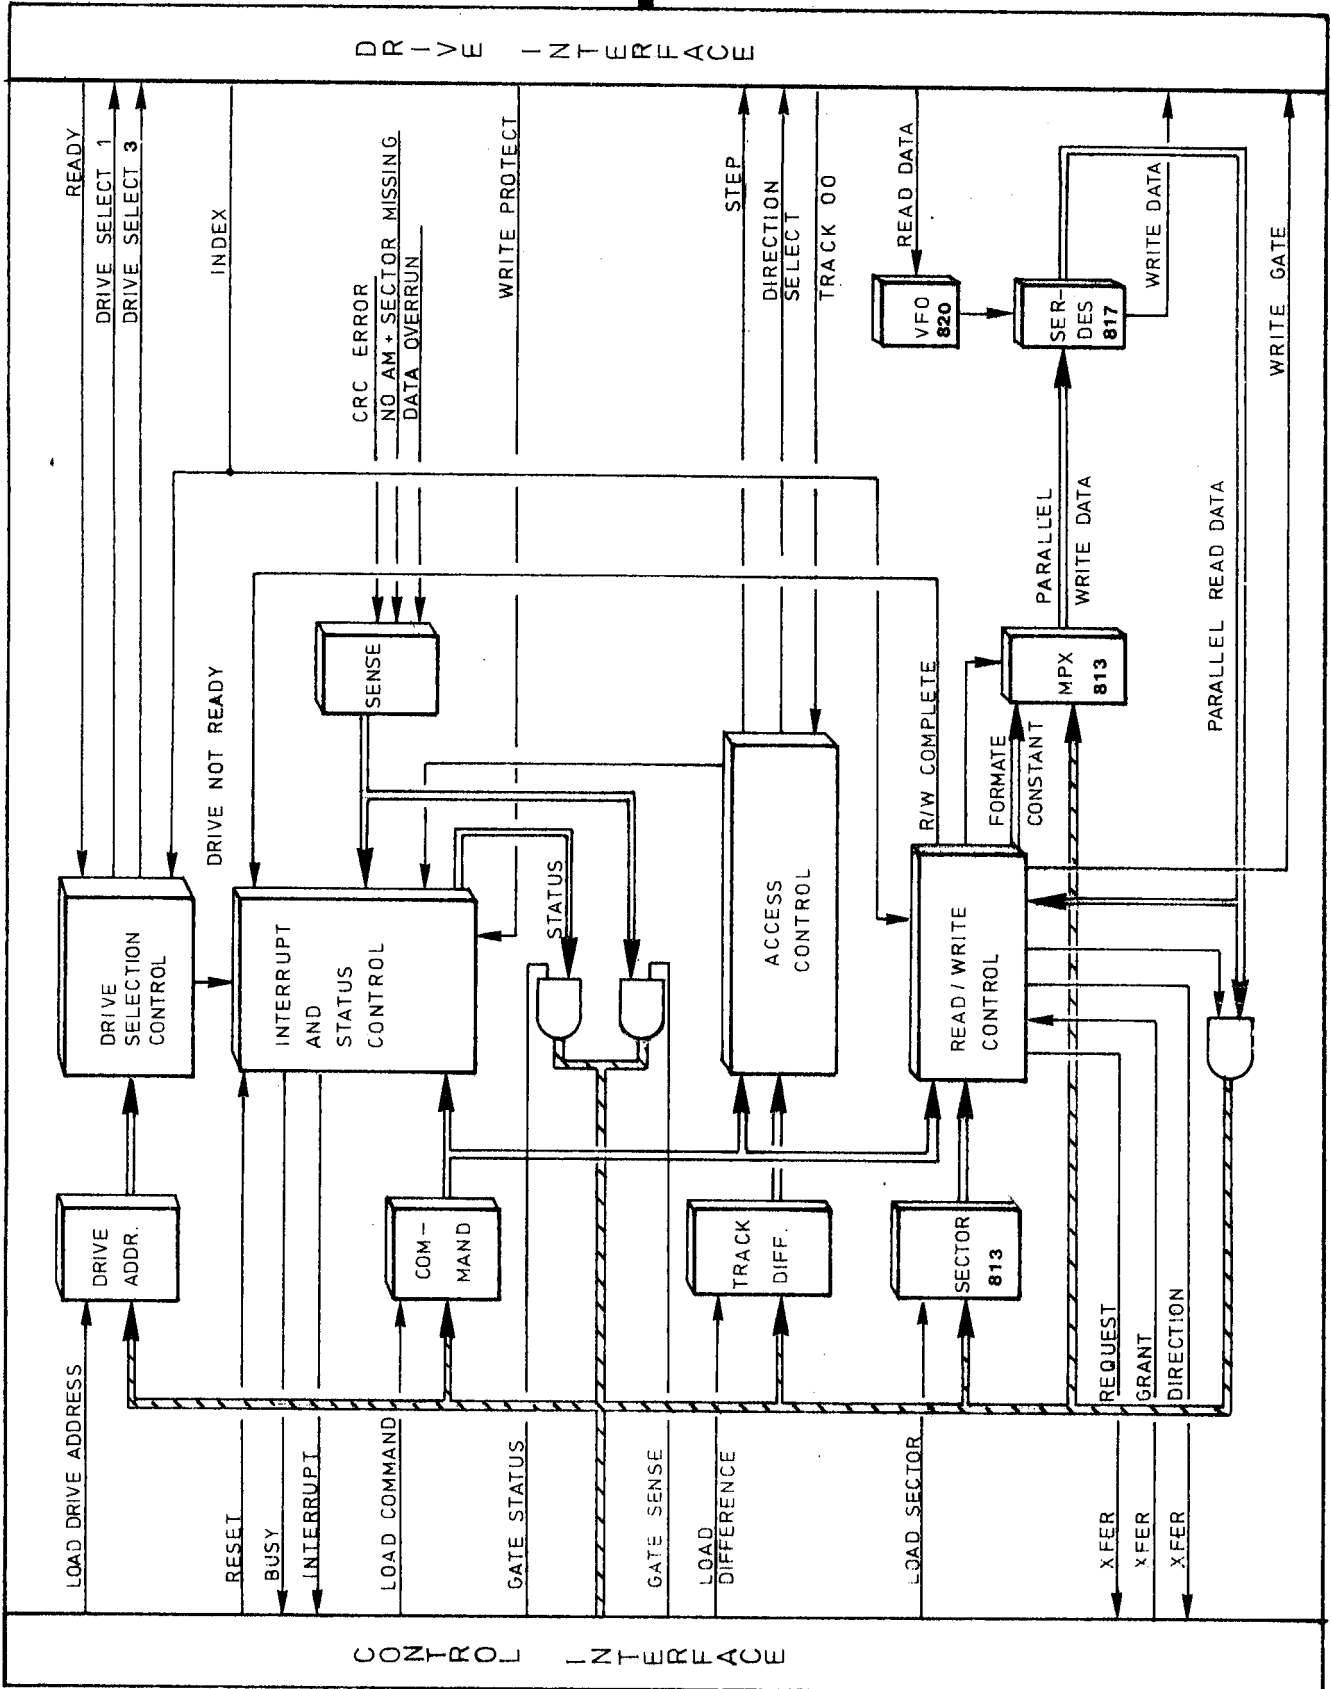 DRIVE INTERFACE
READY
DRIVE SELECT 1
DRIVE SELECT 3
INDEX
CRC ERROR
NO AM + SECTOR MISSING
DATA OVERRUN
WRITE PROTECT
STEP
DIRECTION
SELECT
TRACK 00
READ DATA
VFO
820
SER-
DES
817
WRITE DATA
WRITE GATE
DRIVE NOT READY
SENSE
STATUS
R/W COMPLETE
FORMATE
CONSTANT
PARALLEL
WRITE DATA
MPX
813
PARALLEL READ DATA
DRIVE
SELECTION
CONTROL
INTERRUPT
AND
STATUS
CONTROL
ACCESS
CONTROL
READ/WRITE
CONTROL
DRIVE
ADDR.
COM-
MAND
TRACK
DIFF.
SECTOR
813
LOAD DRIVE ADDRESS
RESET
BUSY
INTERRUPT
LOAD COMMAND
GATE STATUS
GATE SENSE
LOAD
DIFFERENCE
LOAD SECTOR
XFER REQUEST
XFER GRANT
XFER DIRECTION
CONTROL INTERFACE